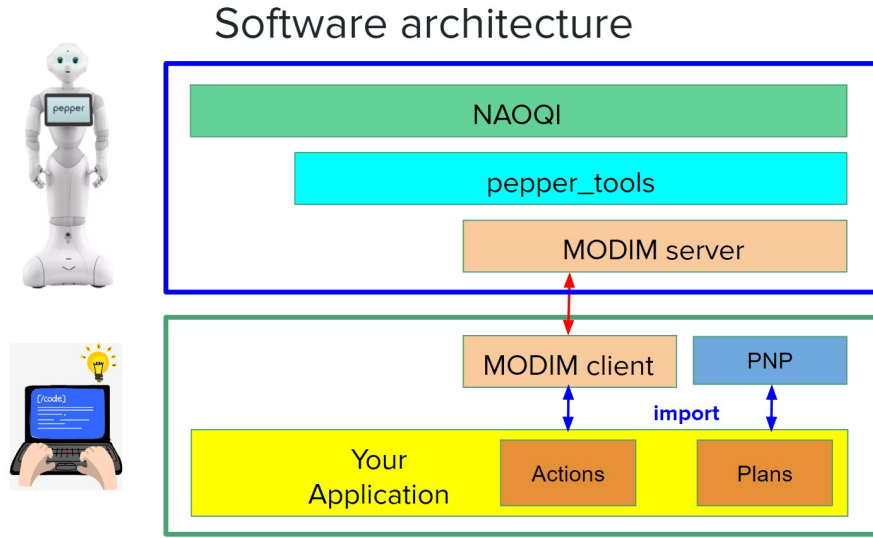 Software architecture
pepper
NAOQI
pepper_tools
MODIM server
MODIM client
PNP
import
[/code]
Your
Application
Actions
Plans